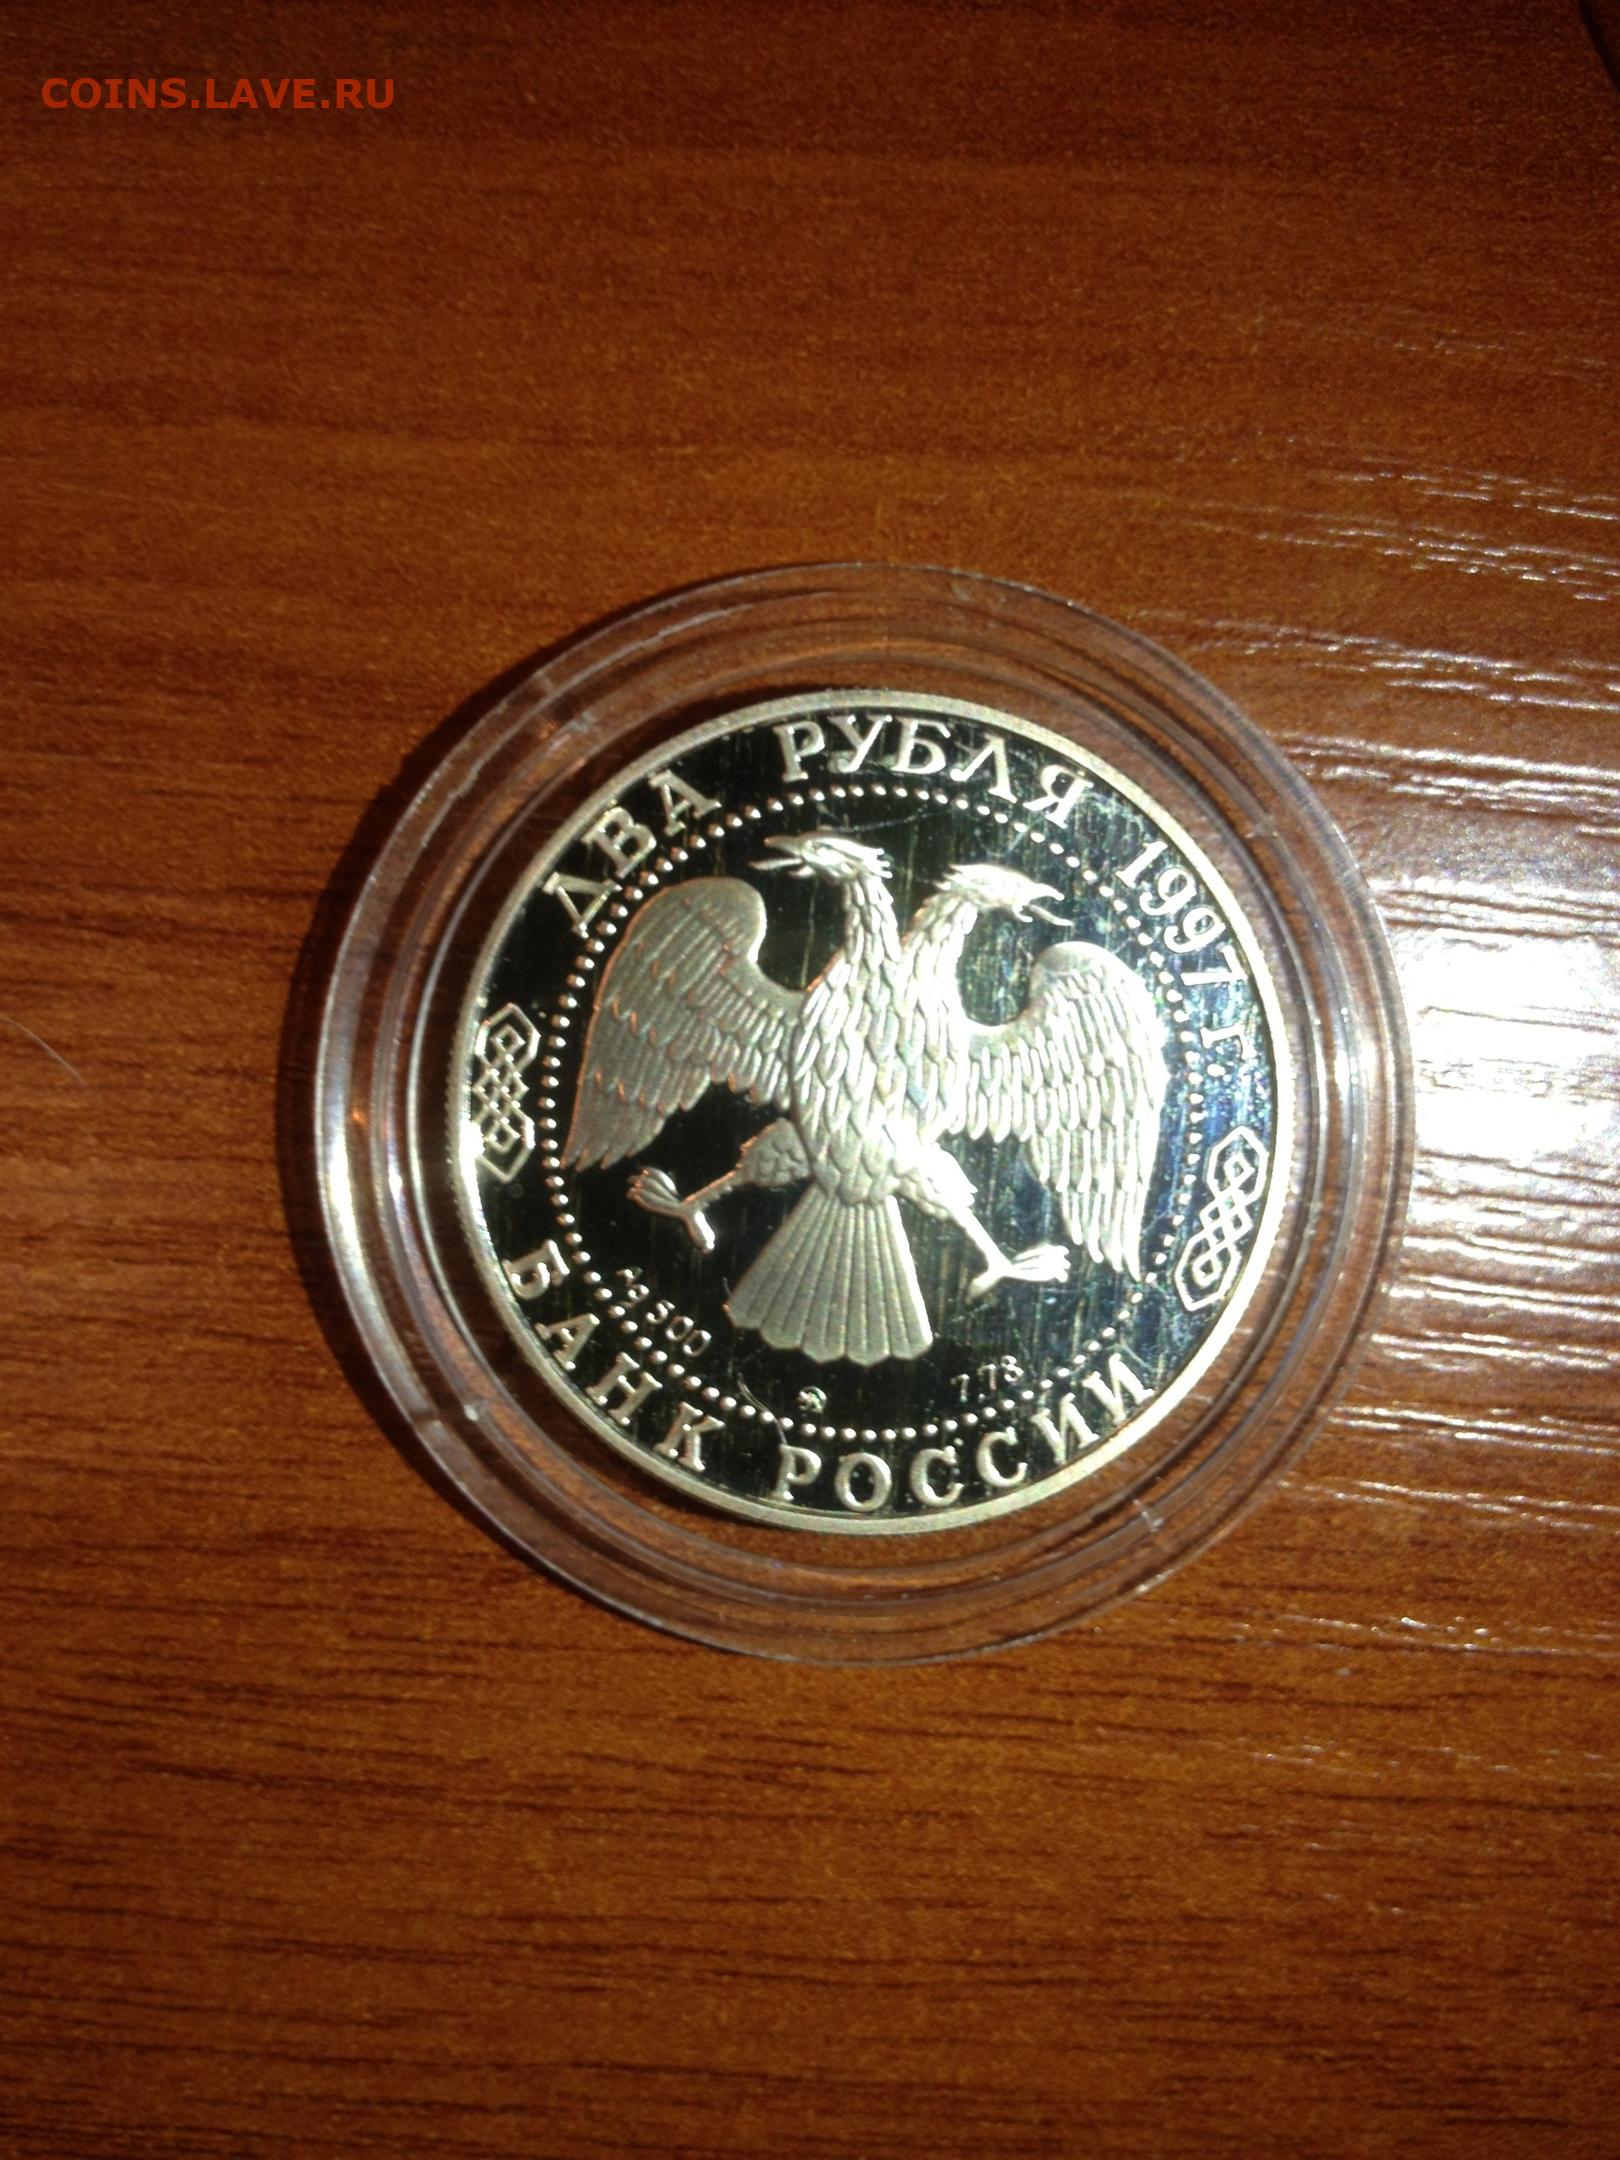 COINS.LAVE.RU
ДВА РУБЛЯ 1997 г.
Ag 500
7.78
БАНК РОССИИ